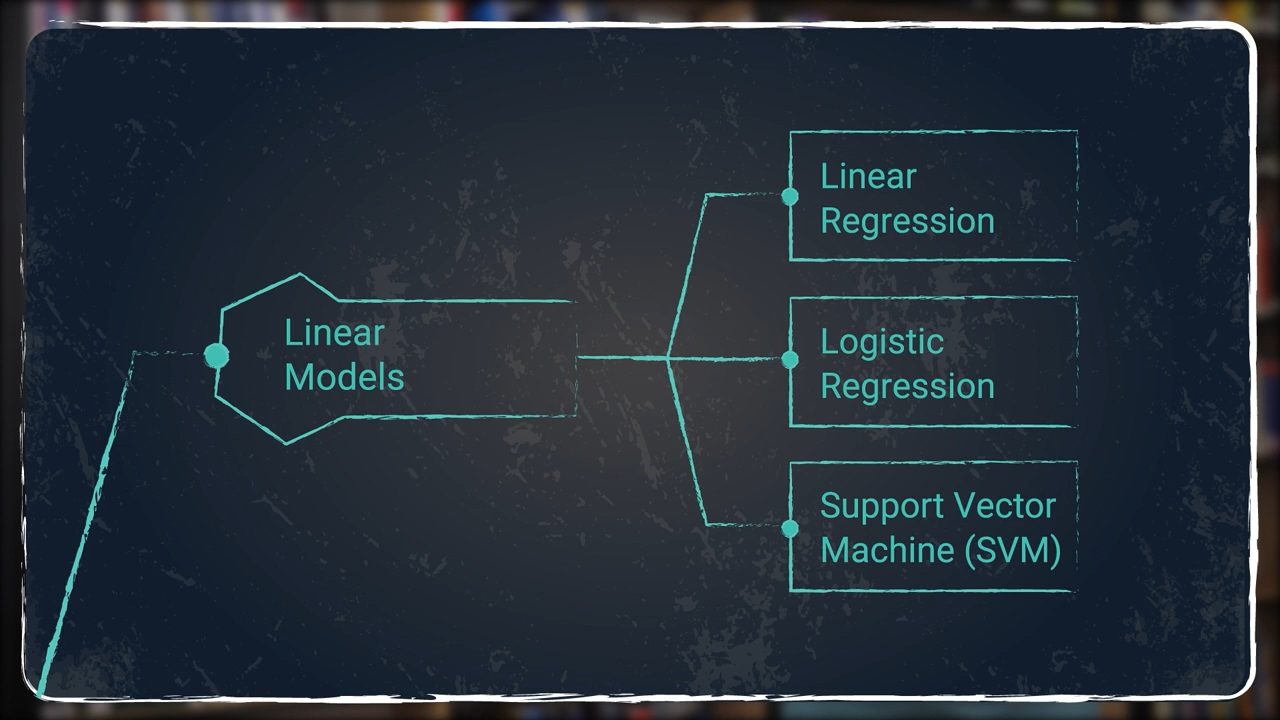 Linear
Models
Linear
Regression
Logistic
Regression
Support Vector
Machine (SVM)